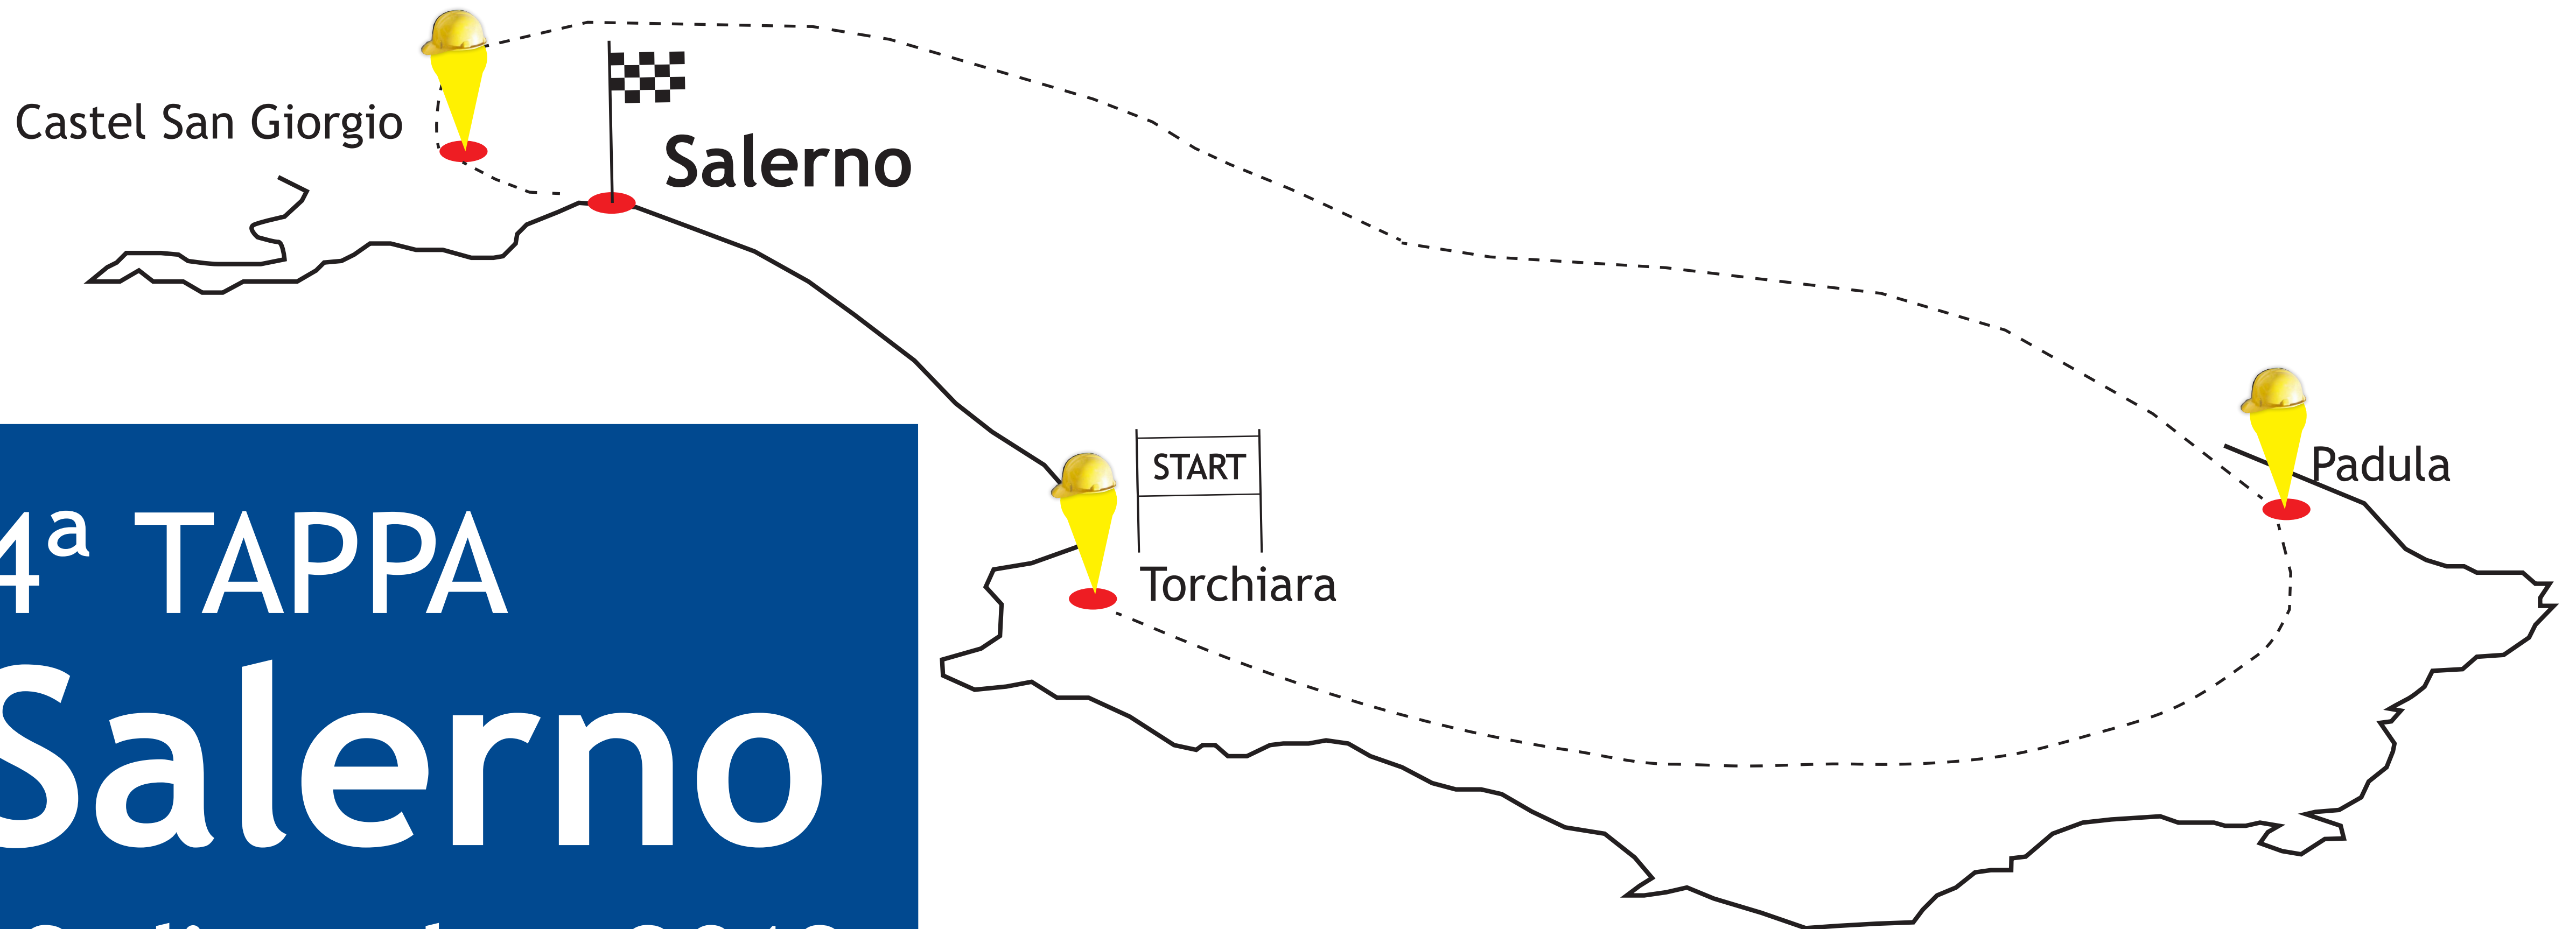 Castel San Giorgio
Salerno
START
Padula
Torchiara
4ª TAPPA
Salerno